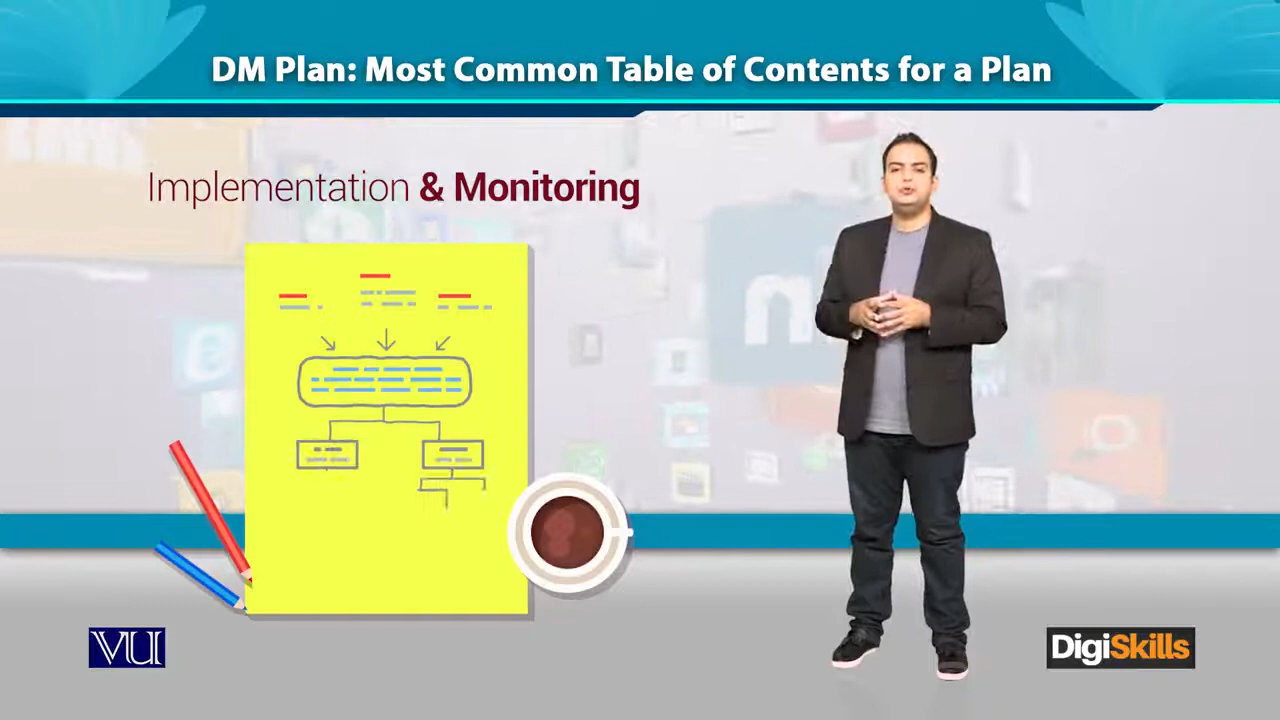 DM Plan: Most Common Table of Contents for a Plan
Implementation & Monitoring
VU
DigiSkills